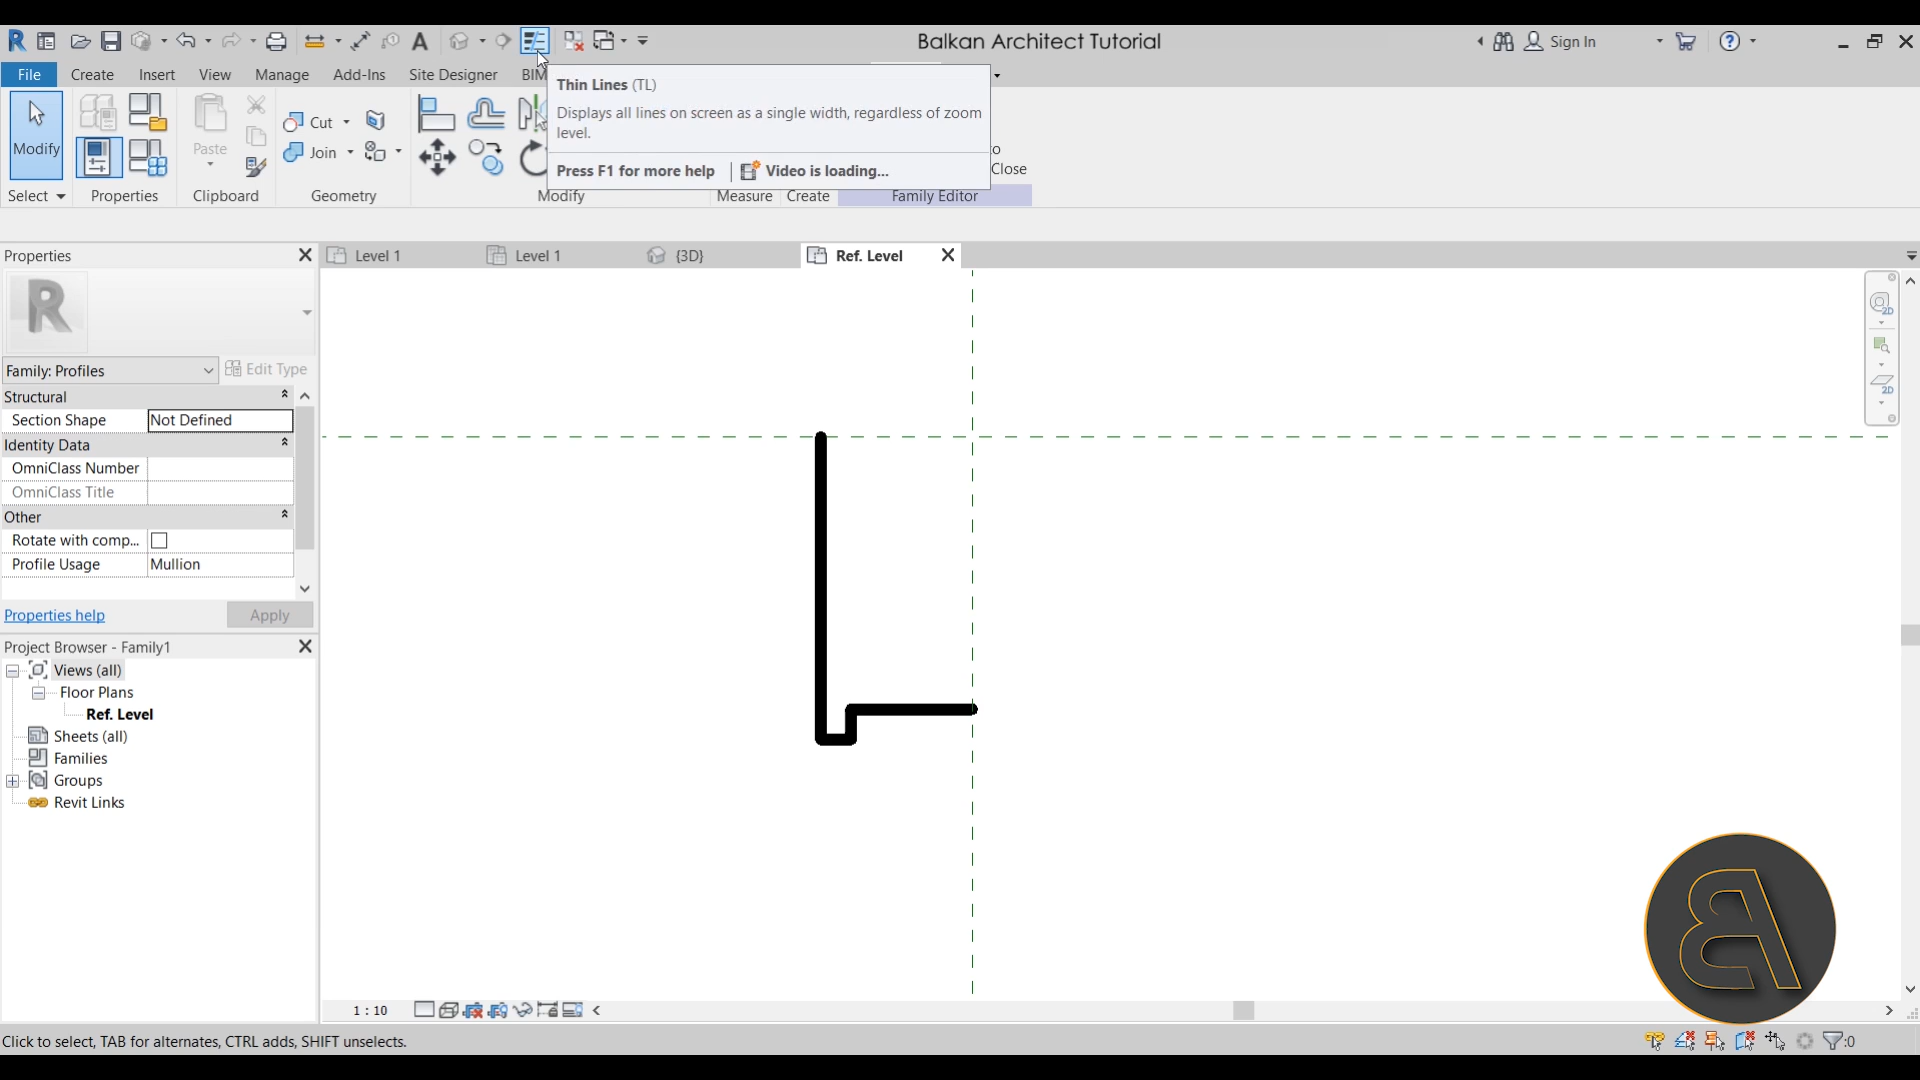 Balkan Architect Tutorial
Sign In
File
Create
Insert
View
Manage
Add-Ins
Site Designer
BIM
Thin Lines (TL)
Displays all lines on screen as a single width, regardless of zoom
level.
Press F1 for more help
Video is loading...
Modify
Paste
Cut
Join
Close
Select
Properties
Clipboard
Geometry
Modify
Measure
Create
Family Editor
Properties
Level 1
Level 1
{3D}
Ref. Level
R
Family: Profiles
Edit Type
Structural
Section Shape
Not Defined
Identity Data
OmniClass Number
OmniClass Title
Other
Rotate with comp...
Profile Usage
Mullion
Properties help
Apply
Project Browser - Family1
Views (all)
Floor Plans
Ref. Level
Sheets (all)
Families
Groups
Revit Links
2D
2D
1 : 10
B
Click to select, TAB for alternates, CTRL adds, SHIFT unselects.
:0